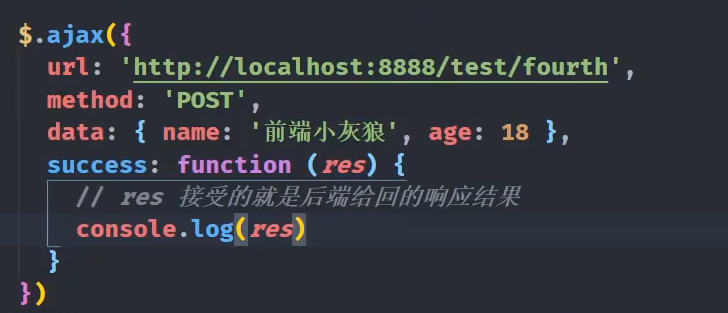 $.ajax({
  url: 'http://localhost:8888/test/fourth',
  method: 'POST',
  data: { name: '前端小灰狼', age: 18 },
  success: function (res) {
    // res 接受的就是后端给回的响应结果
    console.log(res)
  }
})